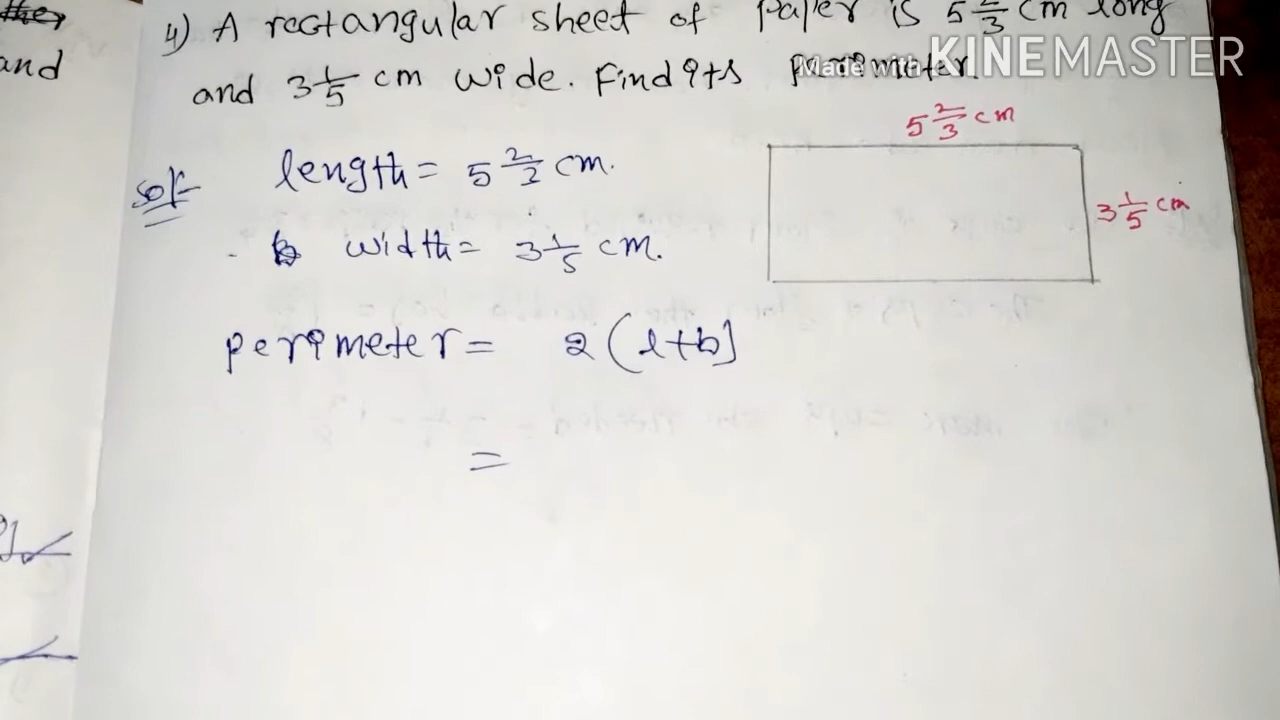 they
and
4) A rectangular sheet of paper is 5 2/3 cm long
and 3 1/5 cm wide. Find its perimeter.
Made with KINEMASTER
5 2/3 cm
Sol:-
length = 5 2/3 cm.
3 1/5 cm
width = 3 1/5 cm.
perimeter = 2 (l+b]
=